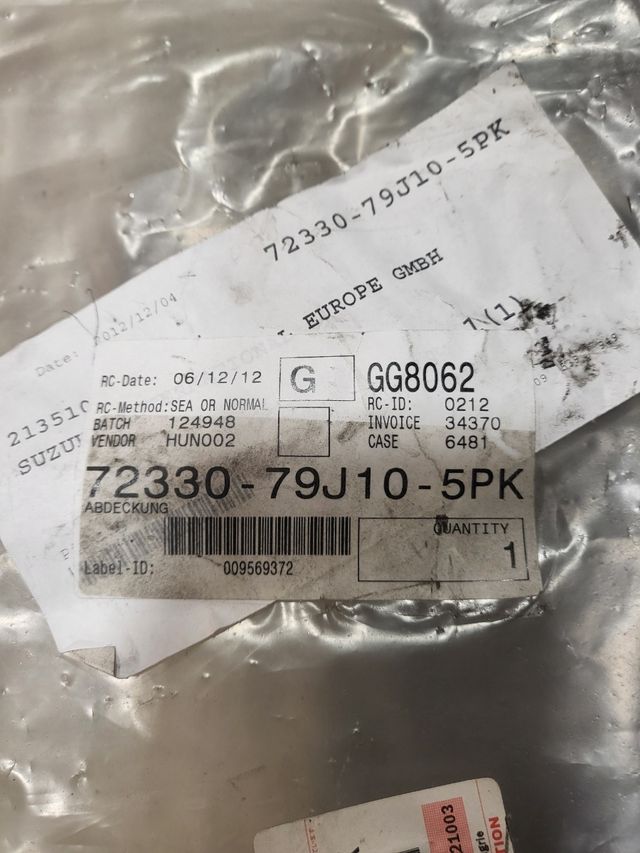 72330-79J10-5PK
EUROPE GMBH
Date: 2012/12/04
(1)
213510
SUZU
RC-Date: 06/12/12
G
GG8062
RC-Method:SEA OR NORMAL
RC-ID: 0212
BATCH 124948
INVOICE 34370
VENDOR HUN002
CASE 6481
72330-79J10-5PK
ABDECKUNG
QUANTITY
1
Label-ID: 009569372
21003
grie
TION